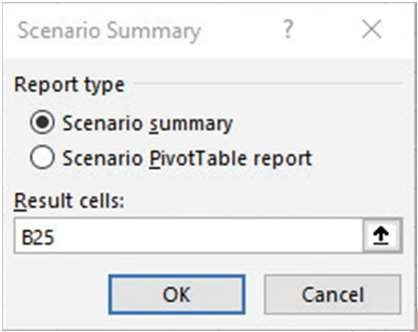 Scenario Summary ?
Report type
Scenario summary
Scenario PivotTable report
Result cells:
B25
OK Cancel